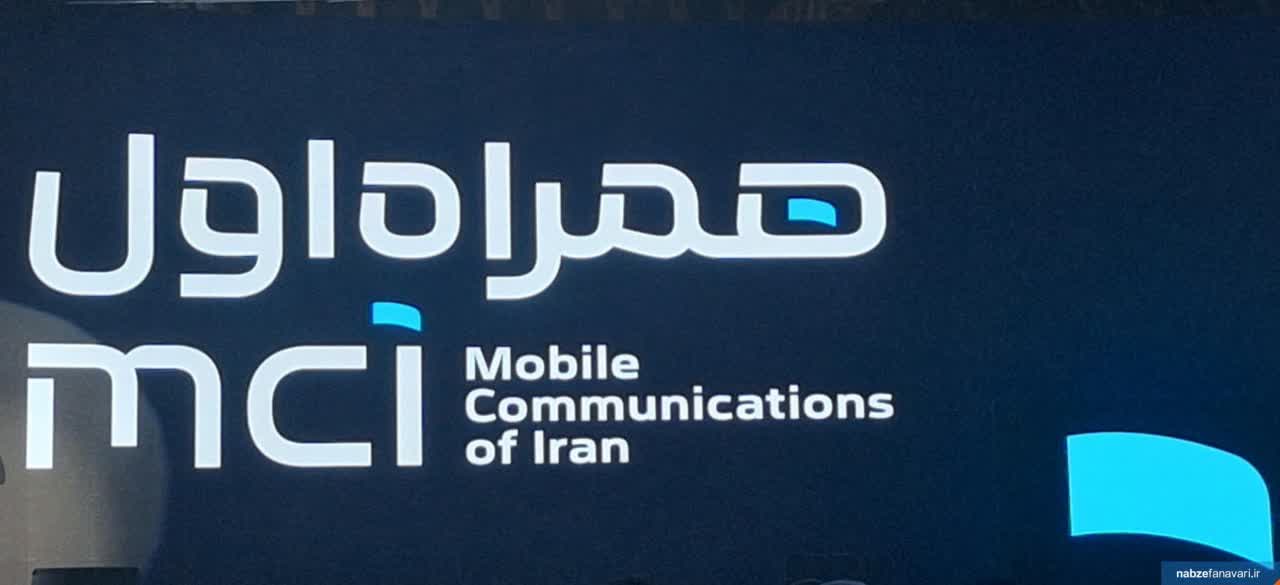 همراه اول
mci
Mobile
Communications
of Iran
nabzefanavari.ir